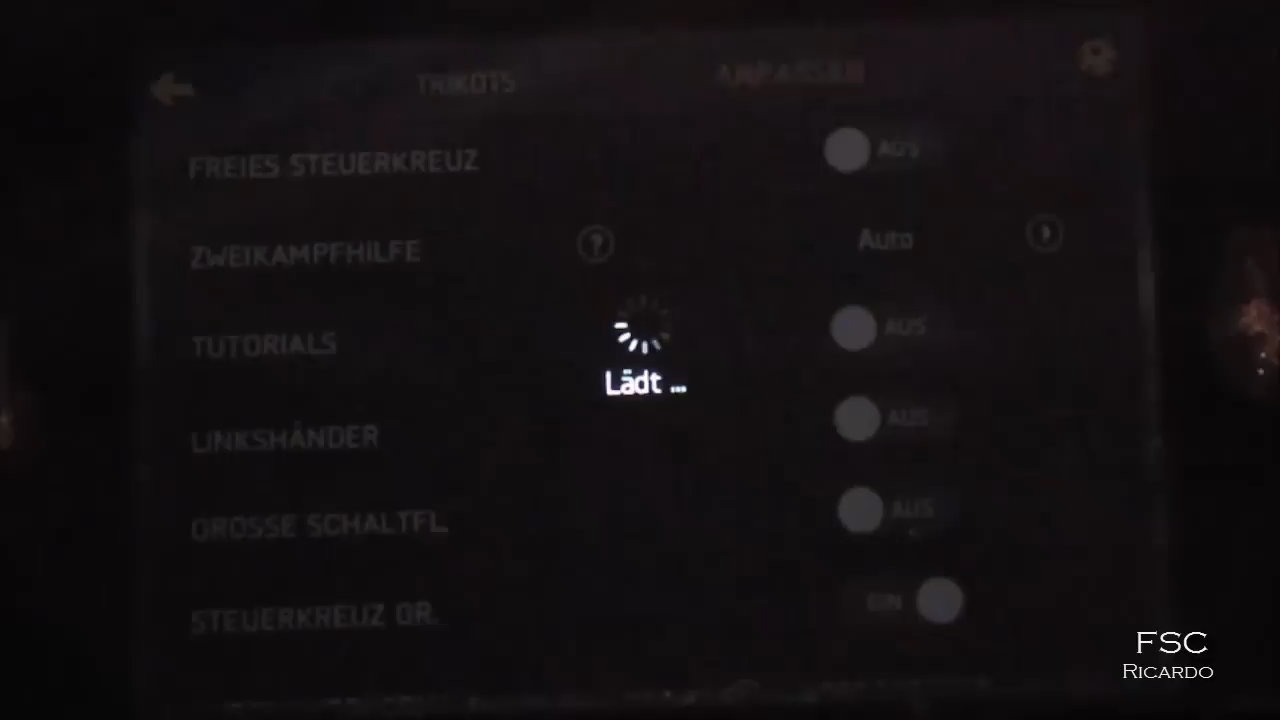 TRIKOTS
ANPASSEN
FREIES STEUERKREUZ
AUS
ZWEIKAMPFHILFE
?
Auto
TUTORIALS
AUS
Lädt ...
LINKSHÄNDER
AUS
GROSSE SCHALTFL.
AUS
STEUERKREUZ GR.
EIN
FSC
RICARDO